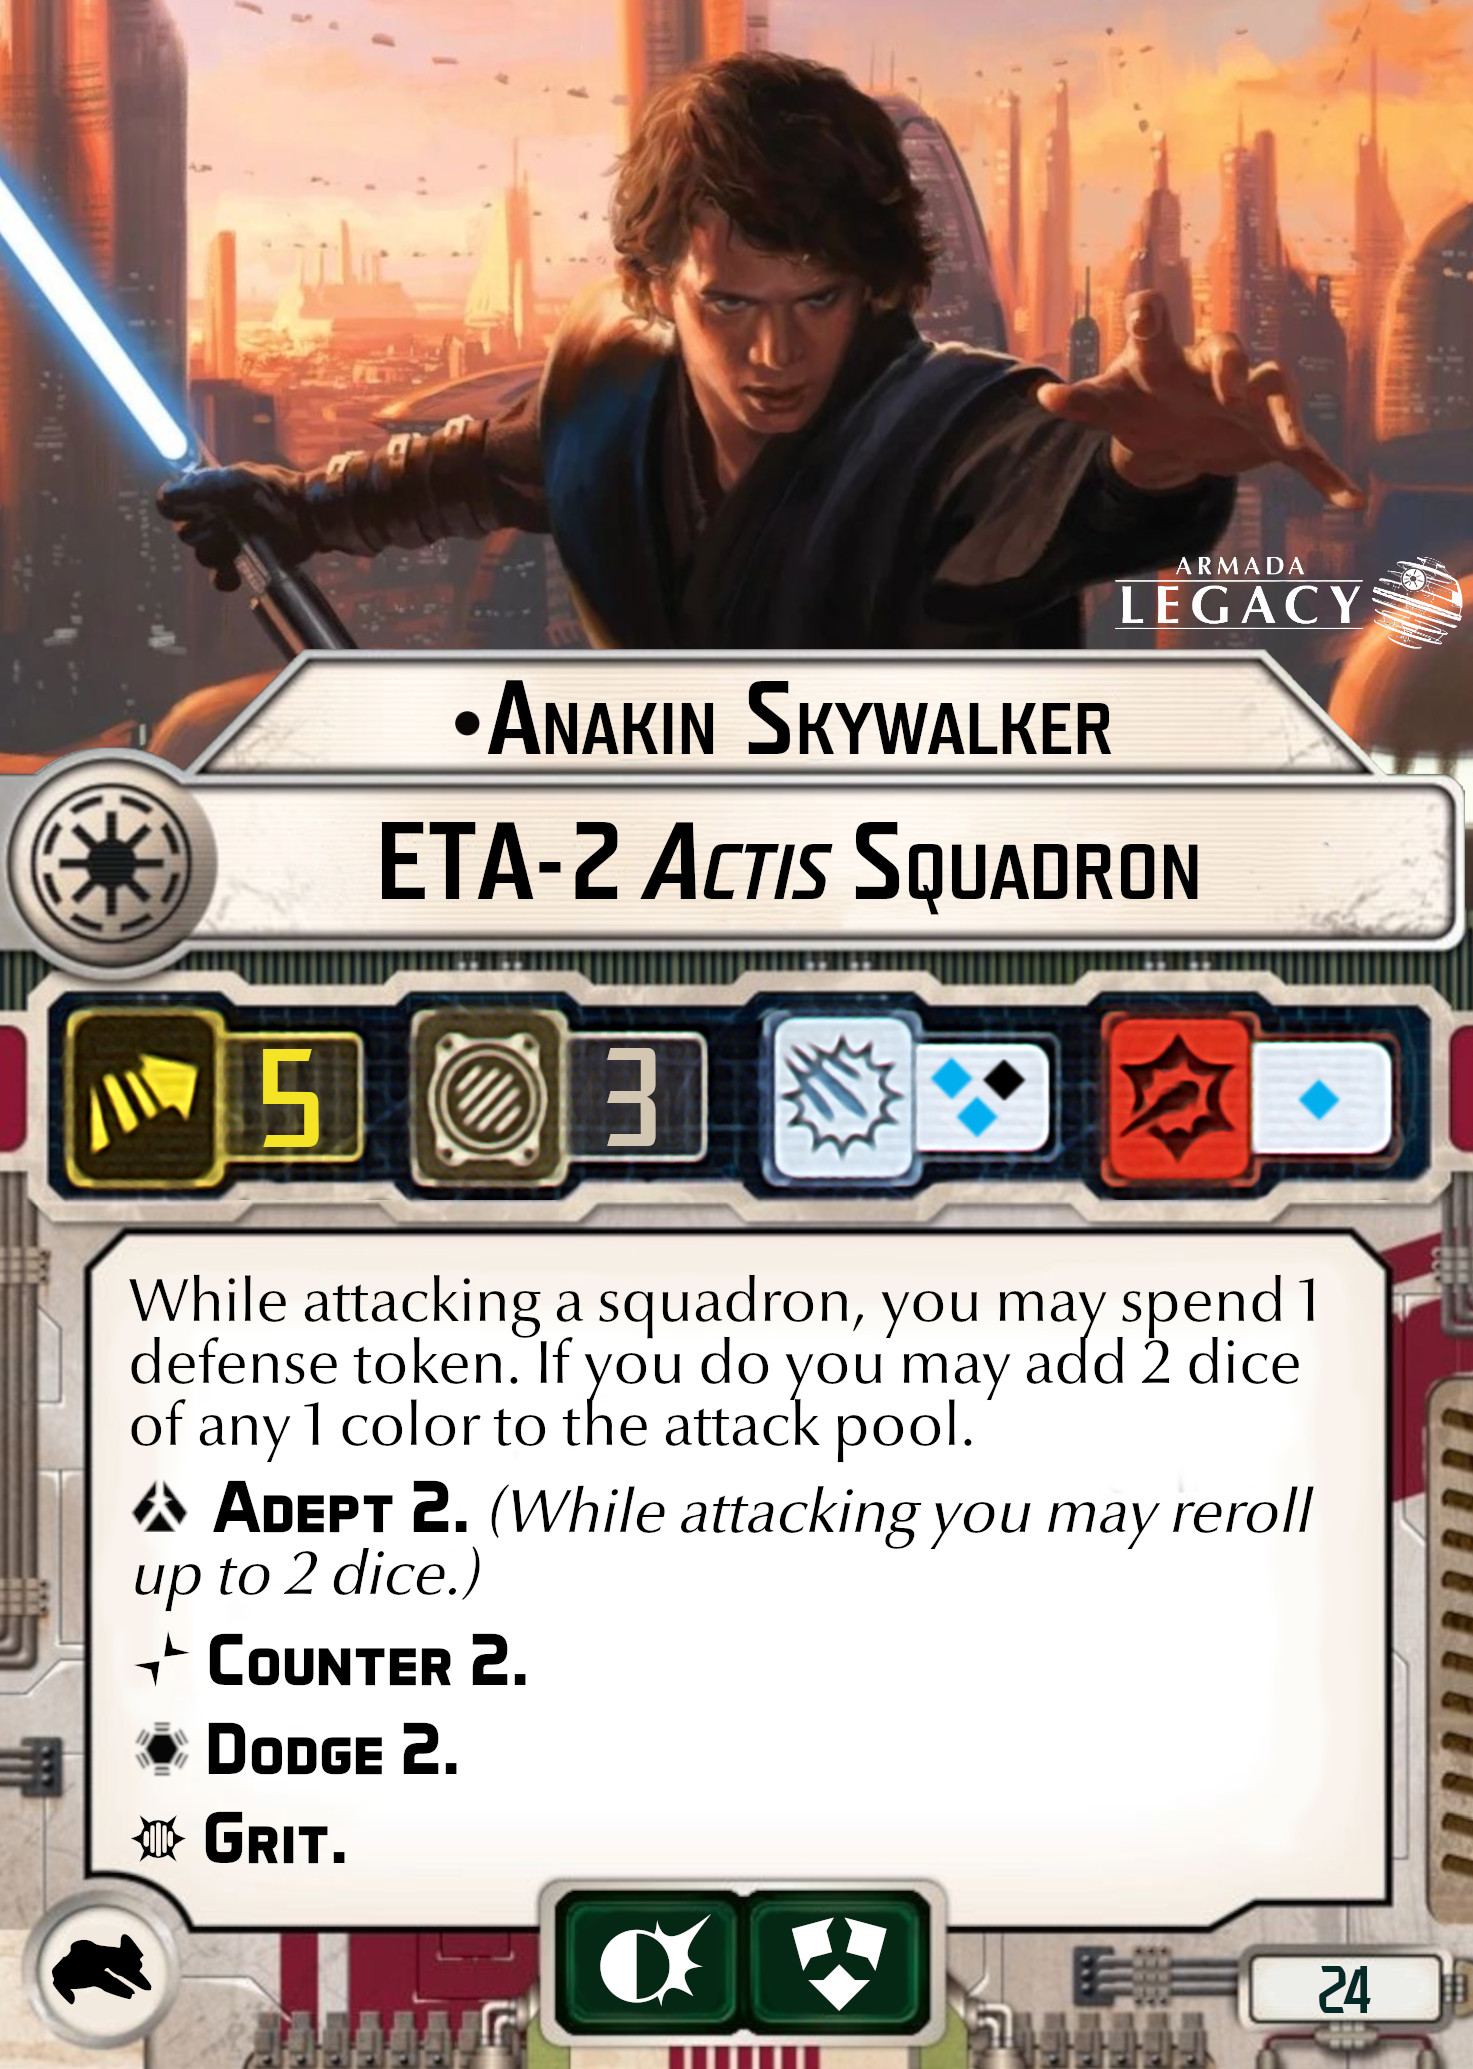 ARMADA
LEGACY
•Anakin Skywalker
ETA-2 Actis Squadron
5
3
While attacking a squadron, you may spend 1
defense token. If you do you may add 2 dice
of any 1 color to the attack pool.
Adept 2. (While attacking you may reroll
up to 2 dice.)
Counter 2.
Dodge 2.
Grit.
24